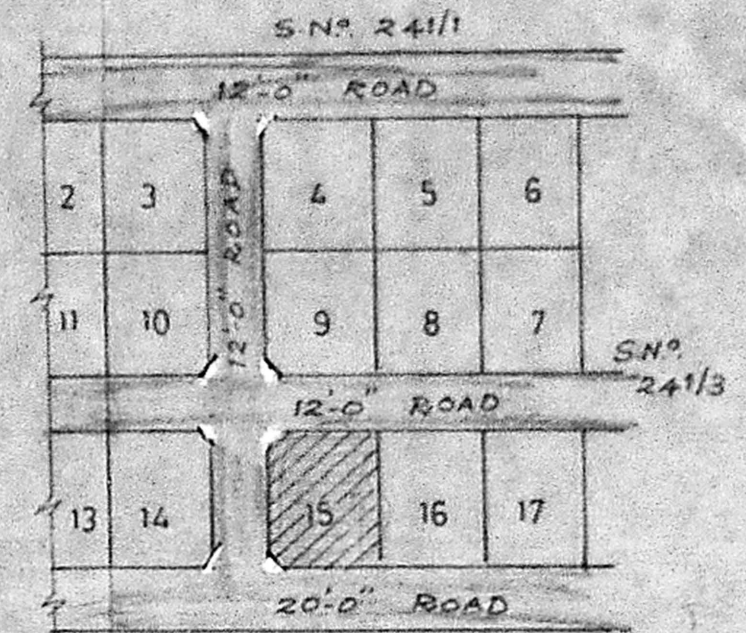 S.Nº. 241/1
12'-0" ROAD
2 3 4 5 6
12'-0" ROAD
11 10 9 8 7
S.Nº. 241/3
12'-0" ROAD
13 14 15 16 17
20'-0" ROAD